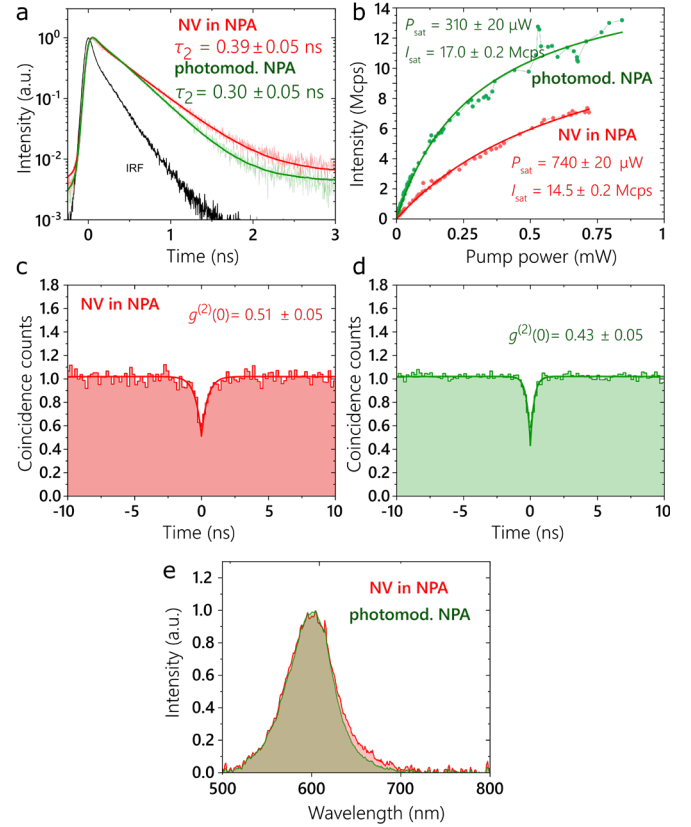 a
NV in NPA
τ2 = 0.39±0.05 ns
photomod. NPA
τ2 = 0.30 ±0.05 ns
IRF
Intensity (a.u.)
10⁰
10⁻¹
10⁻²
10⁻³
0 1 2 3
Time (ns)
b
Psat = 310 ± 20 μW
Isat = 17.0 ± 0.2 Mcps
photomod. NPA
NV in NPA
Psat = 740 ± 20 μW
Isat = 14.5 ± 0.2 Mcps
Intensity (Mcps)
14
12
10
8
6
4
2
0
0 0.25 0.5 0.75 1
Pump power (mW)
c
NV in NPA
g(2)(0)= 0.51 ± 0.05
Coincidence counts
1.8
1.6
1.4
1.2
1.0
0.8
0.6
0.4
0.2
0.0
-10 -5 0 5 10
Time (ns)
d
g(2)(0)= 0.43 ± 0.05
Coincidence counts
1.8
1.6
1.4
1.2
1.0
0.8
0.6
0.4
0.2
0.0
-10 -5 0 5 10
Time (ns)
e
NV in NPA
photomod. NPA
Intensity (a.u.)
1.2
1.0
0.8
0.6
0.4
0.2
0.0
500 600 700 800
Wavelength (nm)